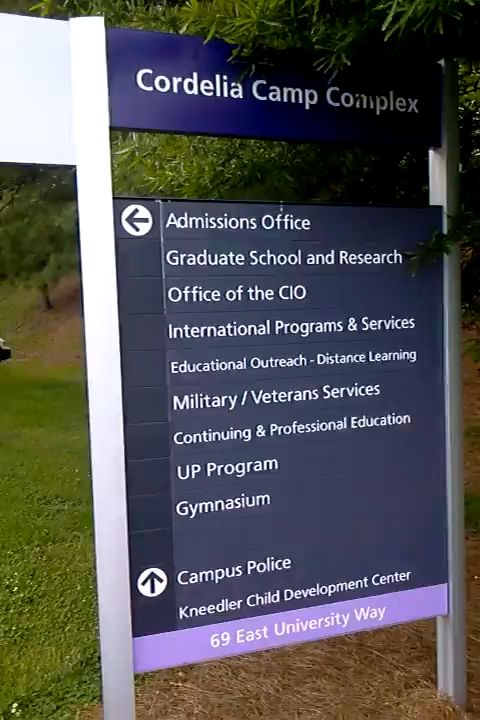 Cordelia Camp Complex
Admissions Office
Graduate School and Research
Office of the CIO
International Programs & Services
Educational Outreach - Distance Learning
Military / Veterans Services
Continuing & Professional Education
UP Program
Gymnasium
Campus Police
Kneedler Child Development Center
69 East University Way